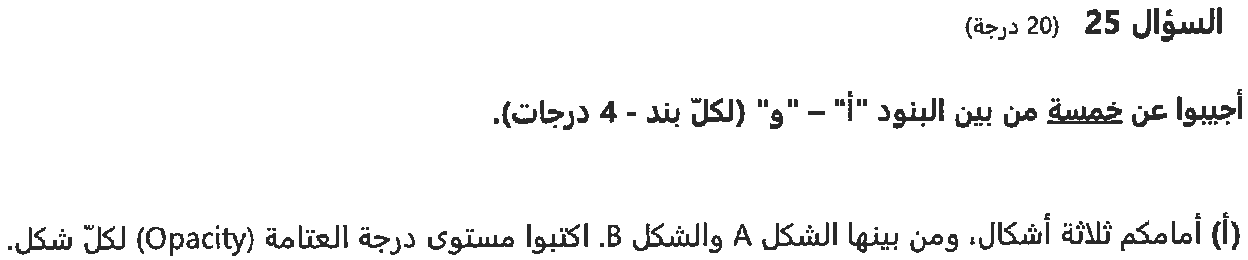 السؤال 25 (20 درجة)
أجيبوا عن خمسة من بين البنود "أ" – "و" (لكلّ بند - 4 درجات).
(أ) أمامكم ثلاثة أشكال، ومن بينها الشكل A والشكل B. اكتبوا مستوى درجة العتامة (Opacity) لكلّ شكل.